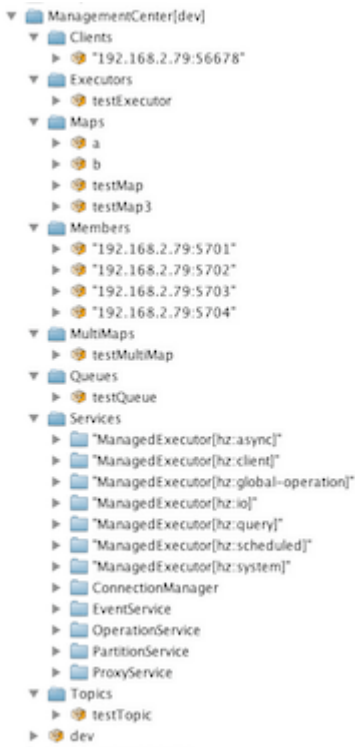 ManagementCenter[dev]
Clients
"192.168.2.79:56678"
Executors
testExecutor
Maps
a
b
testMap
testMap3
Members
"192.168.2.79:5701"
"192.168.2.79:5702"
"192.168.2.79:5703"
"192.168.2.79:5704"
MultiMaps
testMultiMap
Queues
testQueue
Services
"ManagedExecutor[hz:async]"
"ManagedExecutor[hz:client]"
"ManagedExecutor[hz:global-operation]"
"ManagedExecutor[hz:io]"
"ManagedExecutor[hz:query]"
"ManagedExecutor[hz:scheduled]"
"ManagedExecutor[hz:system]"
ConnectionManager
EventService
OperationService
PartitionService
ProxyService
Topics
testTopic
dev